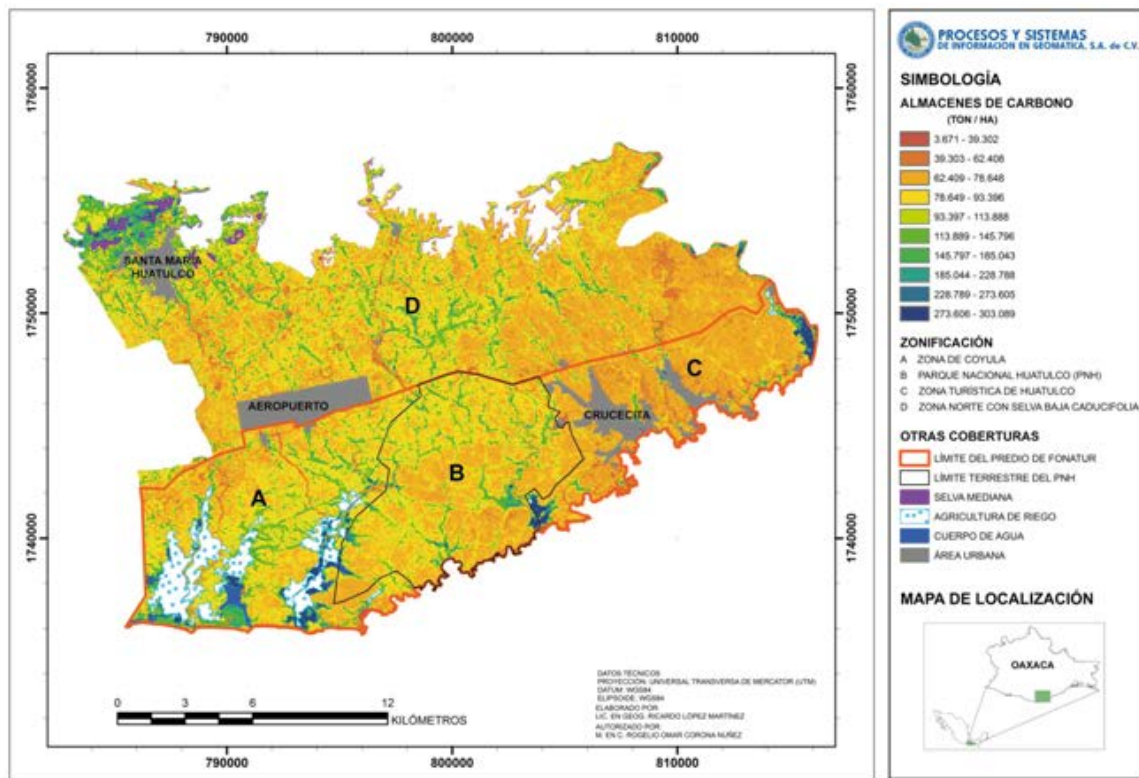 790000
800000
810000
1760000
1750000
1740000
SANTA MARÍA
HUATULCO
D
C
AEROPUERTO
CRUCECITA
B
A
0 3 6 12
KILÓMETROS
DATOS TÉCNICOS
PROYECCIÓN: UNIVERSAL TRANSVERSA DE MERCATOR (UTM)
DATUM: WGS84
ELIPSOIDE: WGS84
ELABORADO POR:
LIC. EN GEOG. RICARDO LÓPEZ MARTÍNEZ
AUTORIZADO POR:
M. EN C. ROGELIO OMAR CORONA NUÑEZ
790000
800000
810000
1760000
1750000
1740000
PROCESOS Y SISTEMAS
DE INFORMACIÓN EN GEOMÁTICA, S.A. de C.V.
SIMBOLOGÍA
ALMACENES DE CARBONO
(TON / HA)
3.671 - 39.302
39.303 - 62.408
62.409 - 78.648
78.649 - 93.396
93.397 - 113.888
113.889 - 145.796
145.797 - 185.043
185.044 - 228.788
228.789 - 273.605
273.606 - 303.089
ZONIFICACIÓN
A ZONA DE COYULA
B PARQUE NACIONAL HUATULCO (PNH)
C ZONA TURÍSTICA DE HUATULCO
D ZONA NORTE CON SELVA BAJA CADUCIFOLIA
OTRAS COBERTURAS
LÍMITE DEL PREDIO DE FONATUR
LÍMITE TERRESTRE DEL PNH
SELVA MEDIANA
AGRICULTURA DE RIEGO
CUERPO DE AGUA
ÁREA URBANA
MAPA DE LOCALIZACIÓN
OAXACA